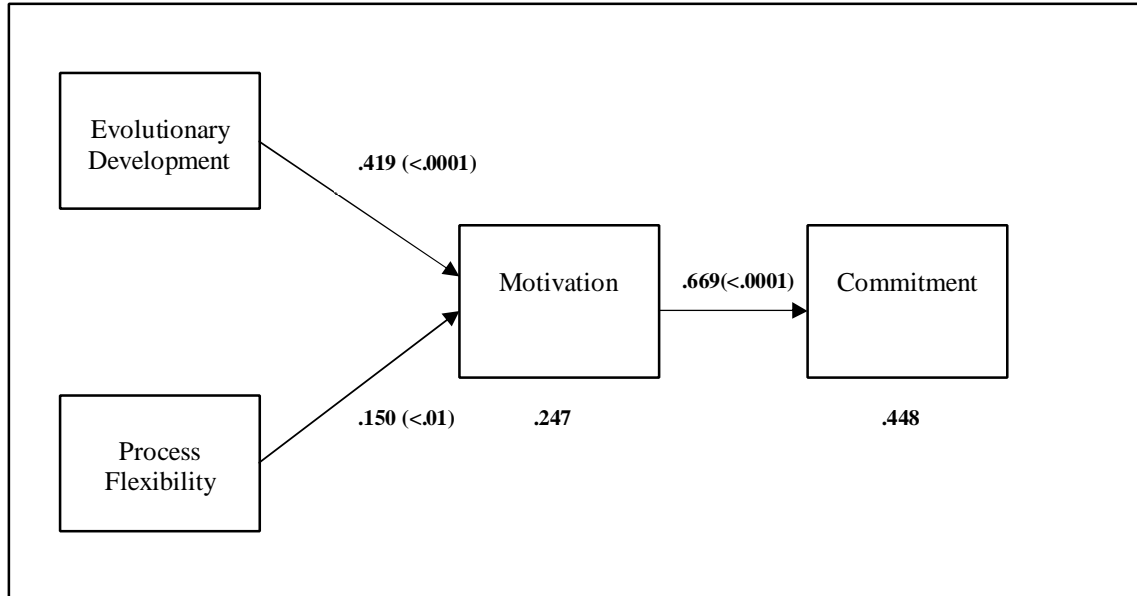 Evolutionary
Development
.419 (<.0001)
Motivation
.669(<.0001)
Commitment
.150 (<.01)
.247
.448
Process
Flexibility